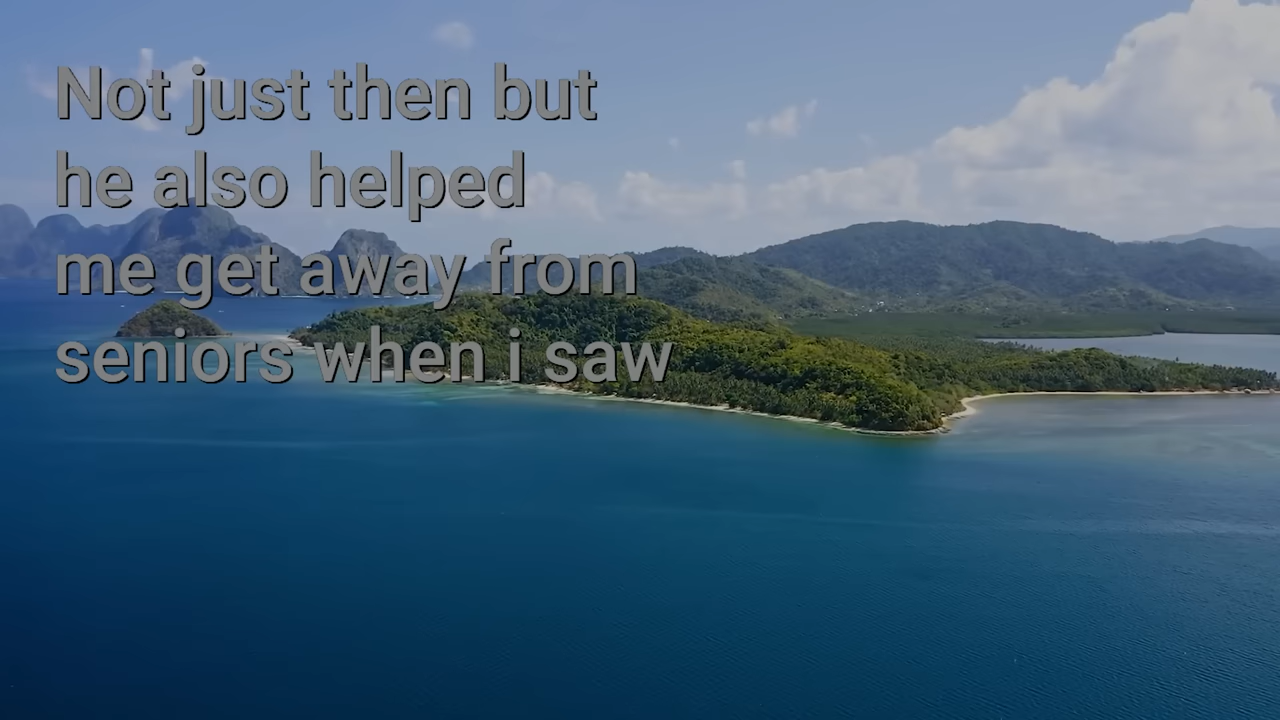 Not just then but
he also helped
me get away from
seniors when i saw